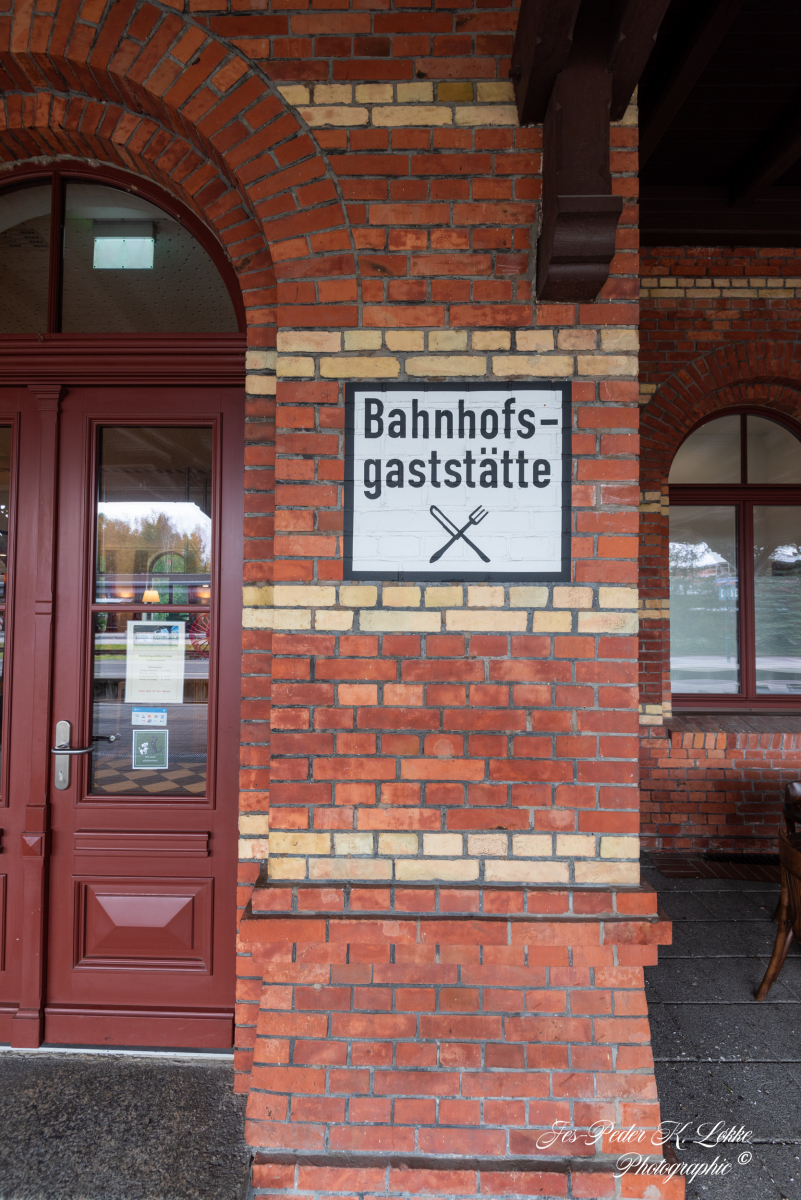 Bahnhofs-
gaststätte
Jes-Peder K Løkke
Photographic ©